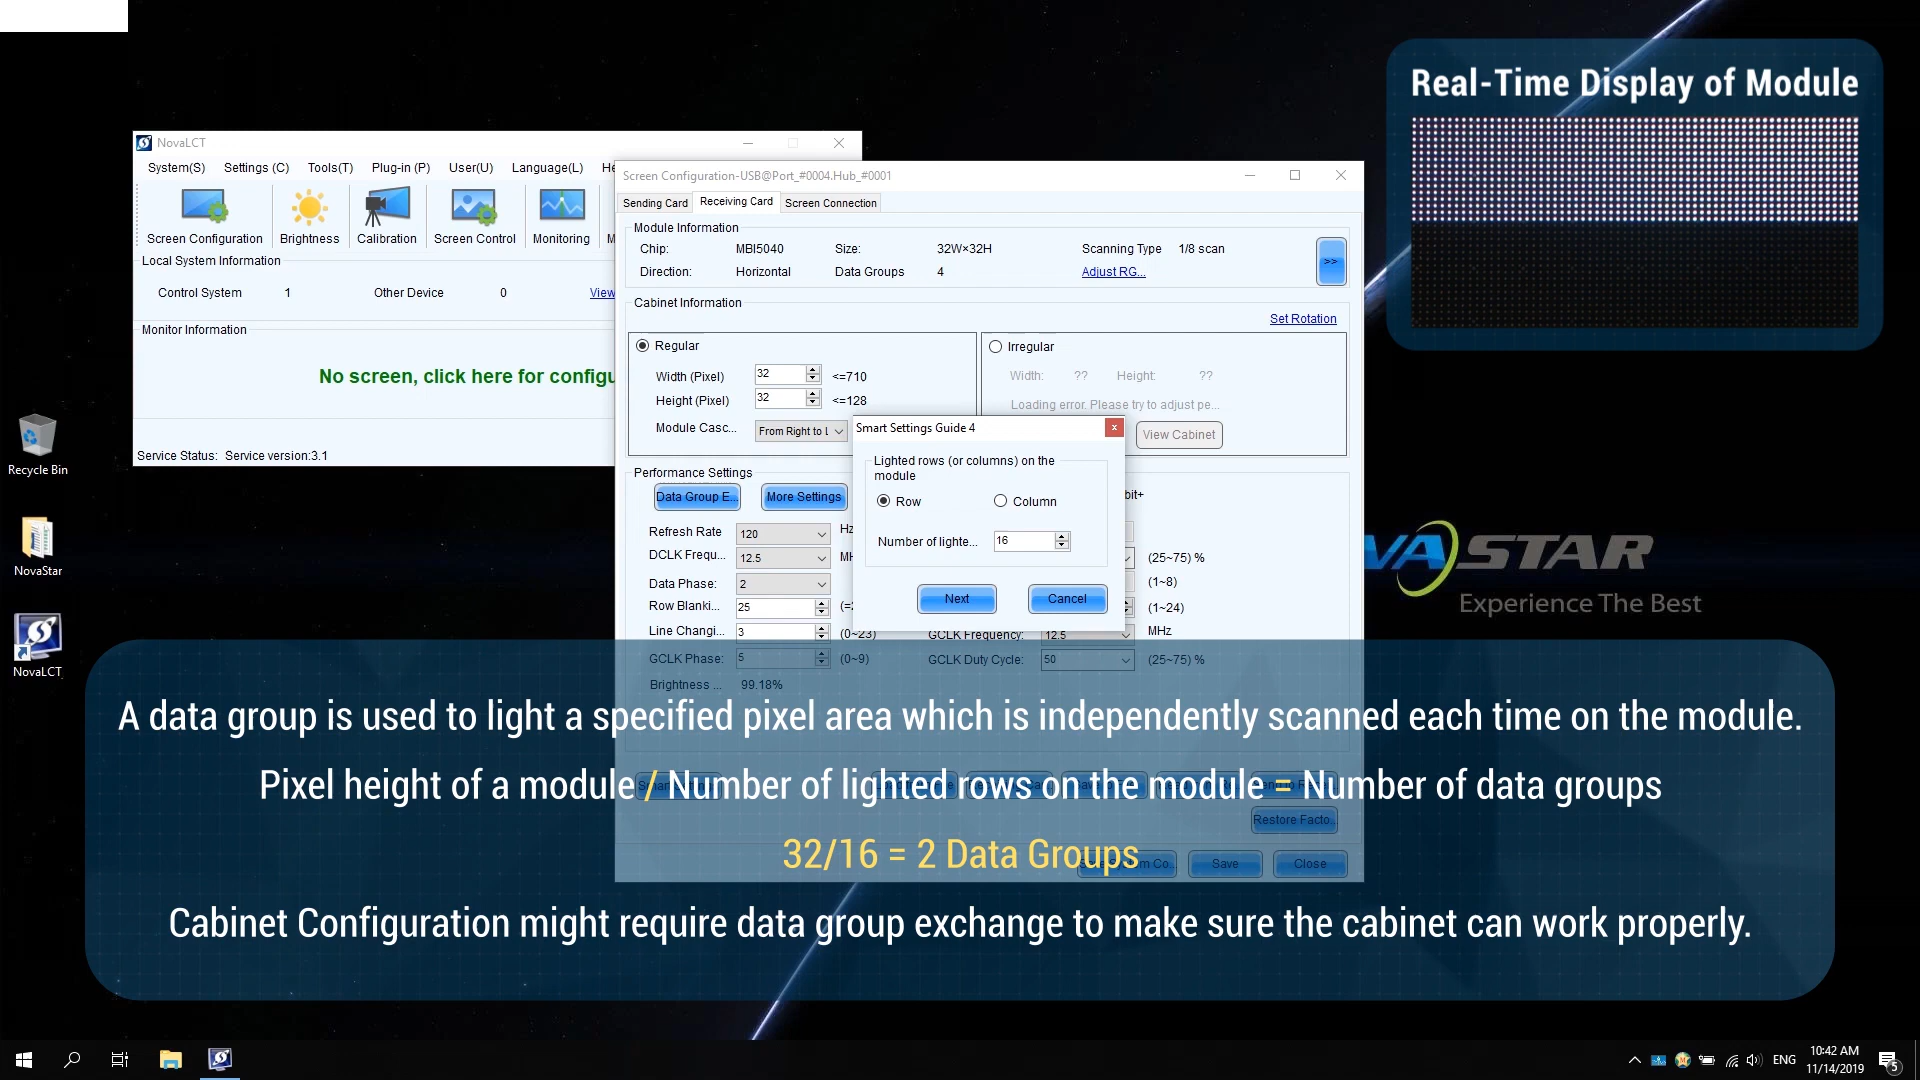 Real-Time Display of Module
NovaLCT
System(S) Settings (C) Tools(T) Plug-in (P) User(U) Language(L)
Screen Configuration Brightness Calibration Screen Control Monitoring
Local System Information
Control System 1 Other Device 0 View
Monitor Information
No screen, click here for configu
Service Status: Service version:3.1
Screen Configuration-USB@Port_#0004.Hub_#0001
Sending Card Receiving Card Screen Connection
Module Information
Chip: MBI5040 Size: 32W×32H Scanning Type 1/8 scan
Direction: Horizontal Data Groups 4 Adjust RG...
>>
Cabinet Information
Set Rotation
Regular
Width (Pixel) 32 <=710
Height (Pixel) 32 <=128
Module Casc... From Right to L
Irregular
Width: ?? Height: ??
Loading error. Please try to adjust pe...
View Cabinet
Performance Settings
Data Group E... More Settings
bit+
Refresh Rate 120 Hz
DCLK Frequ... 12.5 MH
(25~75) %
Data Phase: 2
(1~8)
Row Blanki... 25
(1~24)
Line Changi... 3 (0~23) GCLK Frequency: 12.5 MHz
GCLK Phase: 5 (0~9) GCLK Duty Cycle: 50 (25~75) %
Brightness ... 99.18%
Smart Settings Guide 4
x
Lighted rows (or columns) on the
module
Row Column
Number of lighte... 16
Next Cancel
Restore Facto...
Save Close
A data group is used to light a specified pixel area which is independently scanned each time on the module.
Pixel height of a module / Number of lighted rows on the module = Number of data groups
32/16 = 2 Data Groups
Cabinet Configuration might require data group exchange to make sure the cabinet can work properly.
VASTAR
Experience The Best
Recycle Bin
NovaStar
NovaLCT
ENG
10:42 AM
11/14/2019
5